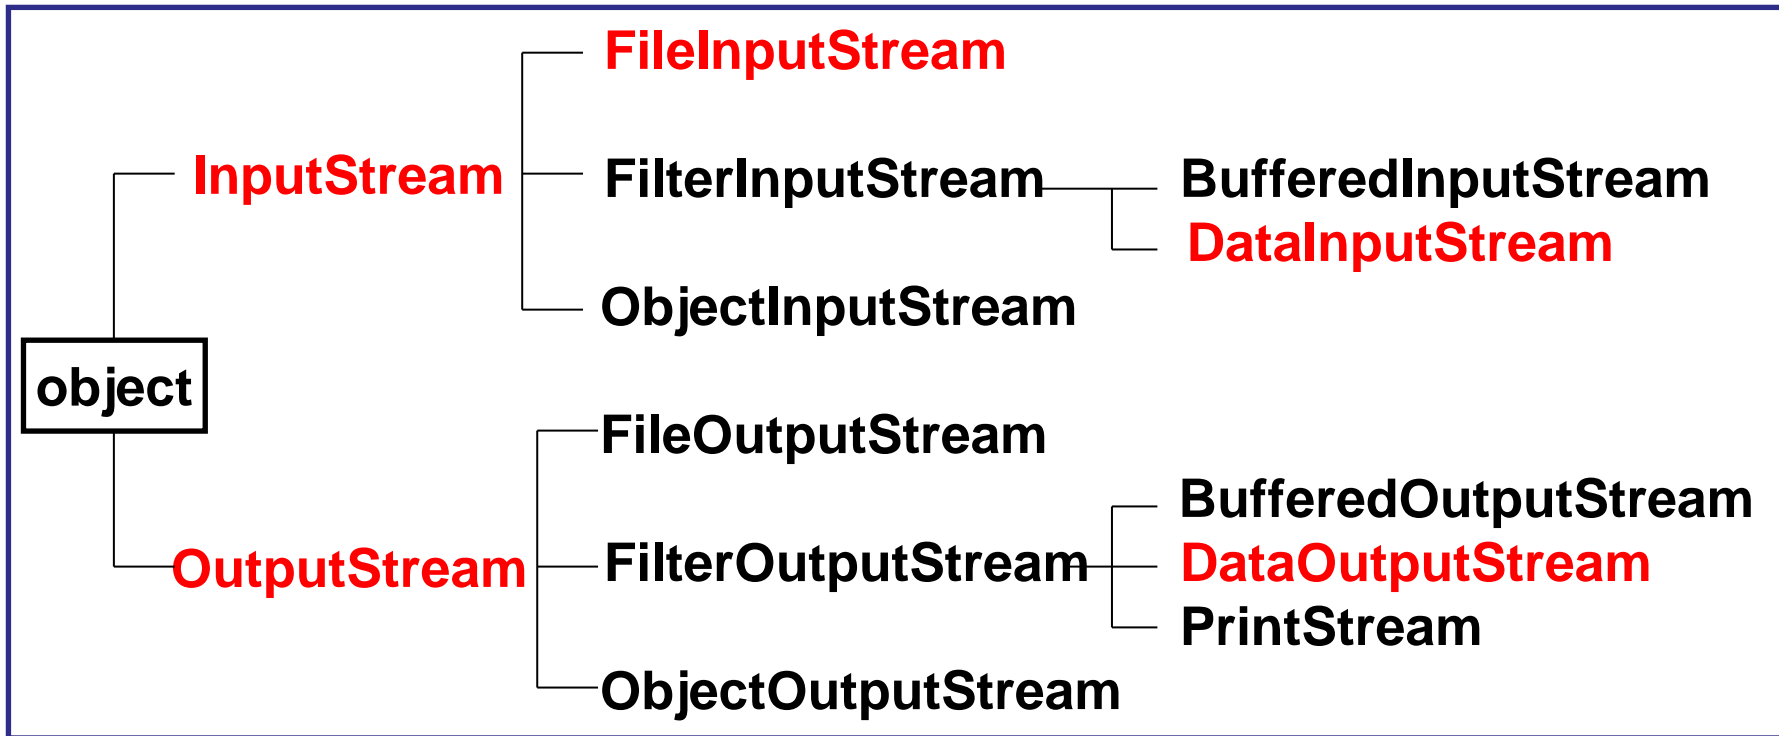 FileInputStream
InputStream
FilterInputStream
BufferedInputStream
DataInputStream
ObjectInputStream
object
FileOutputStream
BufferedOutputStream
OutputStream
FilterOutputStream
DataOutputStream
PrintStream
ObjectOutputStream